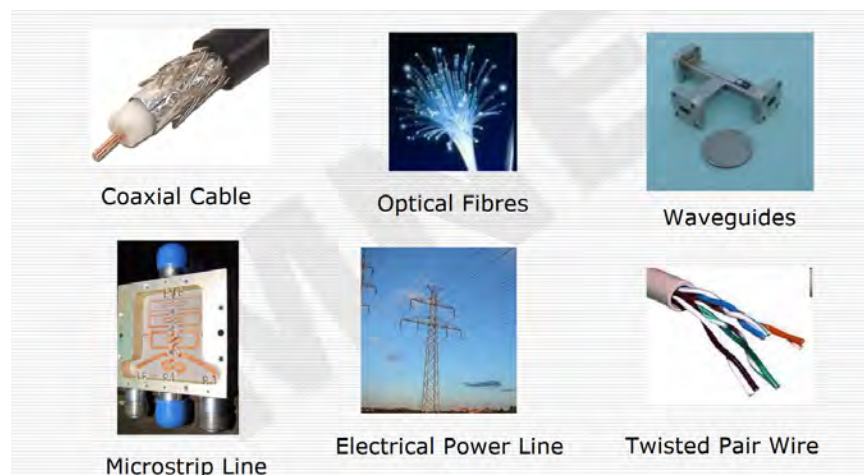 Coaxial Cable
Optical Fibres
Waveguides
Microstrip Line
Electrical Power Line
Twisted Pair Wire